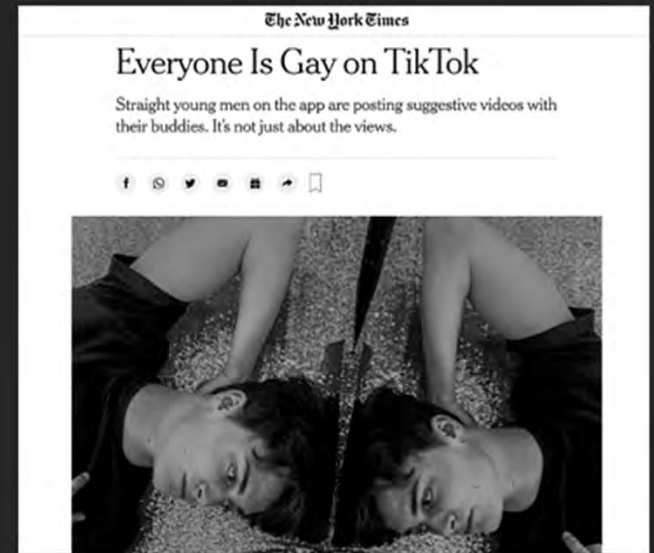 The New York Times
Everyone Is Gay on TikTok
Straight young men on the app are posting suggestive videos with
their buddies. It's not just about the views.